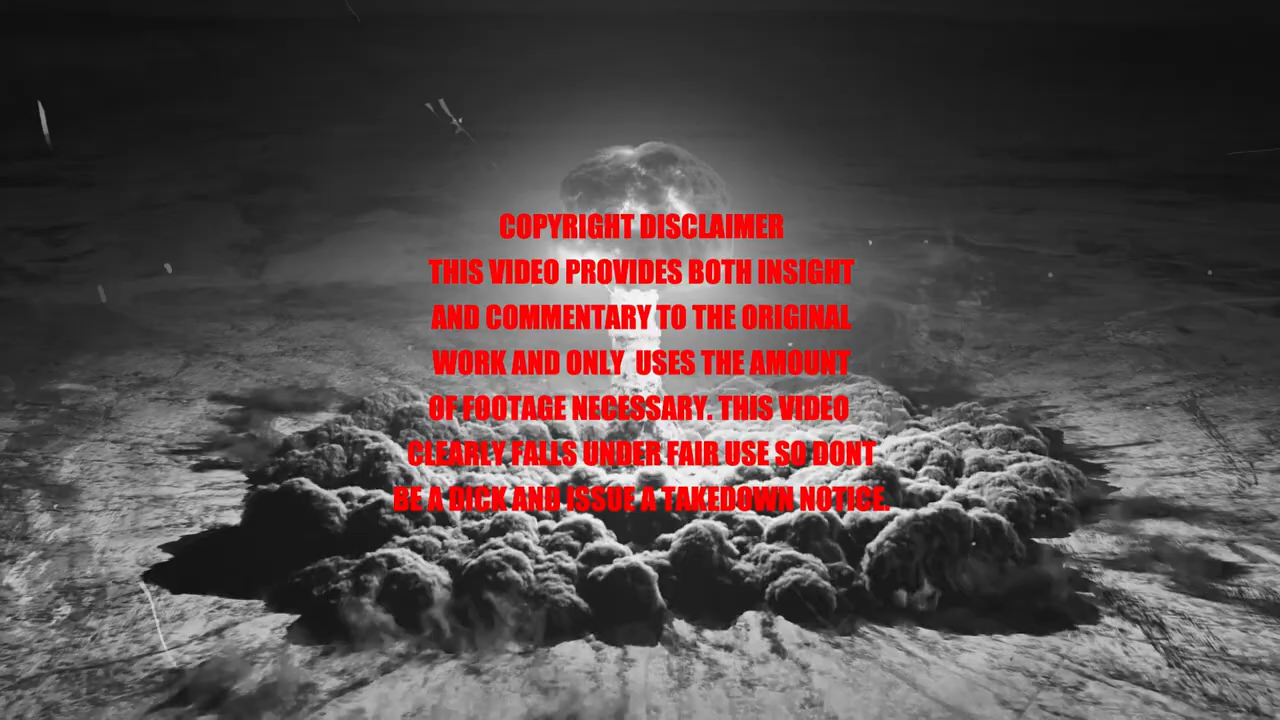 COPYRIGHT DISCLAIMER
THIS VIDEO PROVIDES BOTH INSIGHT
AND COMMENTARY TO THE ORIGINAL
WORK AND ONLY  USES THE AMOUNT
OF FOOTAGE NECESSARY. THIS VIDEO
CLEARLY FALLS UNDER FAIR USE SO DONT
BE A DICK AND ISSUE A TAKEDOWN NOTICE.